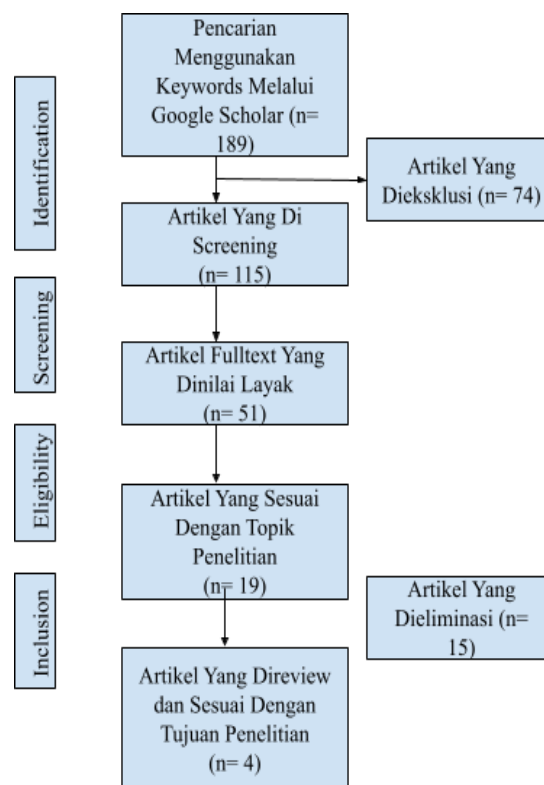 Pencarian
Menggunakan
Keywords Melalui
Google Scholar (n=
189)
Identification
Artikel Yang
Dieksklusi (n= 74)
Artikel Yang Di
Screening
(n= 115)
Screening
Artikel Fulltext Yang
Dinilai Layak
(n= 51)
Eligibility
Artikel Yang Sesuai
Dengan Topik
Penelitian
(n= 19)
Inclusion
Artikel Yang
Dieliminasi (n=
15)
Artikel Yang Direview
dan Sesuai Dengan
Tujuan Penelitian
(n= 4)